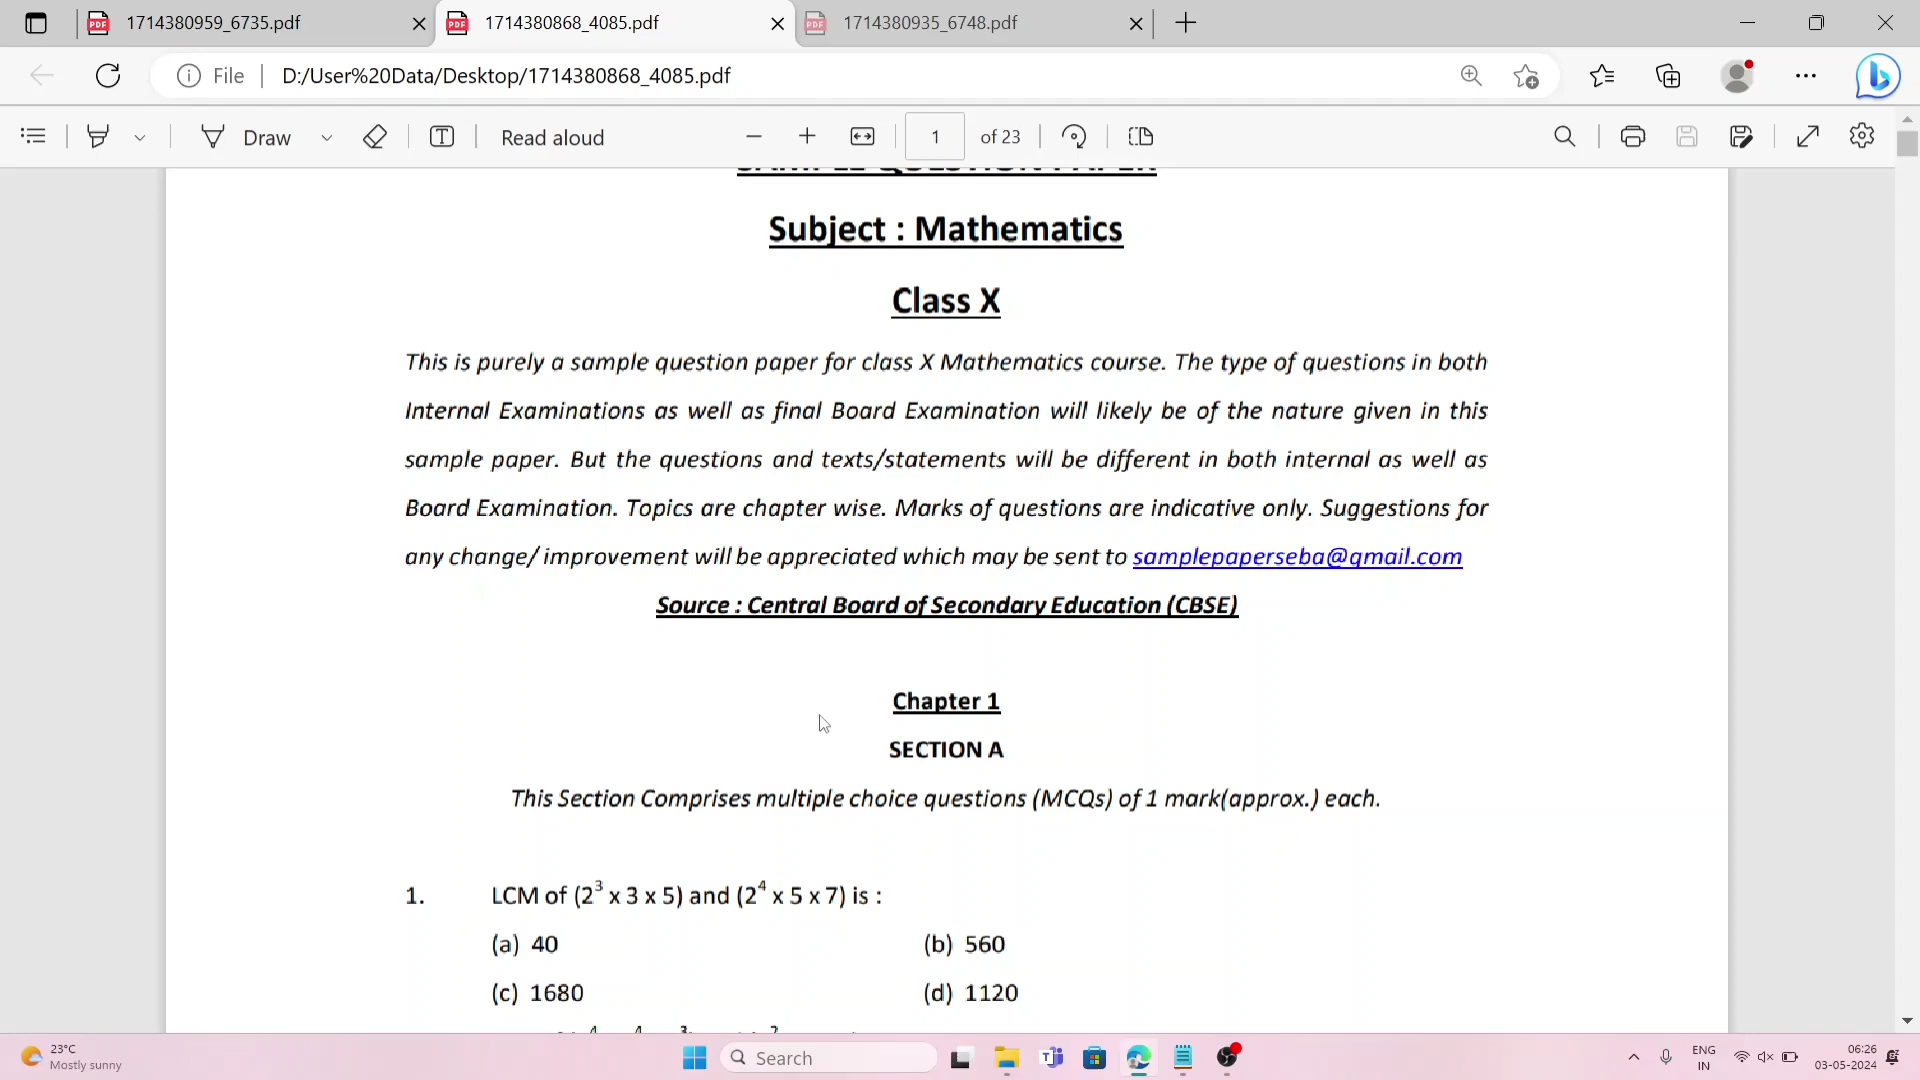 1714380959_6735.pdf
1714380868_4085.pdf
1714380935_6748.pdf
File
D:/User%20Data/Desktop/1714380868_4085.pdf
Draw
Read aloud
1 of 23
SAMPLE QUESTION PAPER
Subject : Mathematics
Class X
This is purely a sample question paper for class X Mathematics course. The type of questions in both
Internal Examinations as well as final Board Examination will likely be of the nature given in this
sample paper. But the questions and texts/statements will be different in both internal as well as
Board Examination. Topics are chapter wise. Marks of questions are indicative only. Suggestions for
any change/ improvement will be appreciated which may be sent to samplepaperseba@gmail.com
Source : Central Board of Secondary Education (CBSE)
Chapter 1
SECTION A
This Section Comprises multiple choice questions (MCQs) of 1 mark(approx.) each.
1. LCM of (2³ x 3 x 5) and (2⁴ x 5 x 7) is :
(a) 40 (b) 560
(c) 1680 (d) 1120
23°C
Mostly sunny
Search
ENG
IN
06:26
03-05-2024